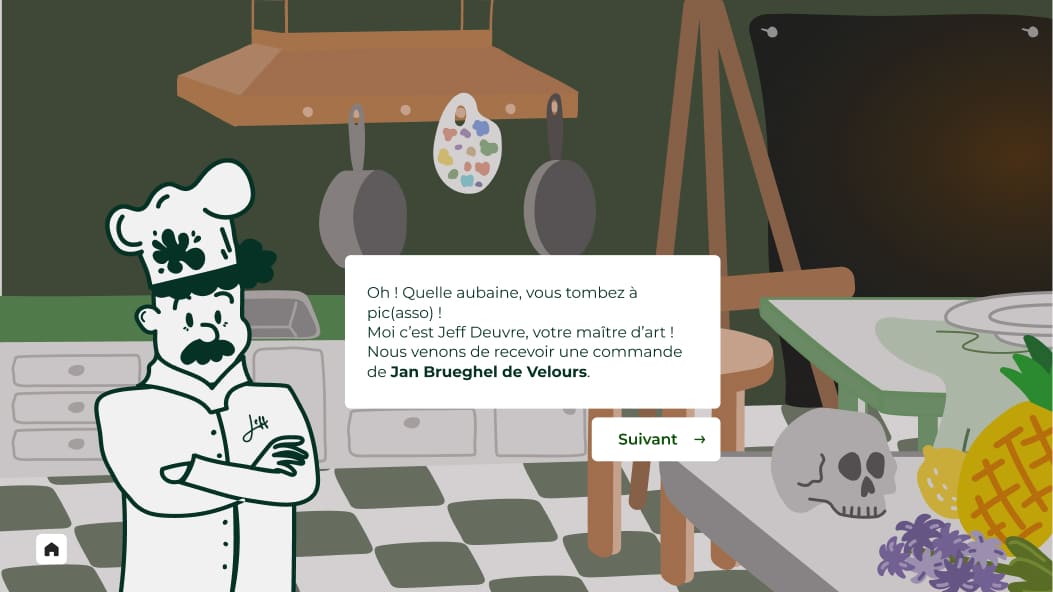 Oh ! Quelle aubaine, vous tombez à
pic(asso) !
Moi c’est Jeff Deuvre, votre maître d’art !
Nous venons de recevoir une commande
de Jan Brueghel de Velours.
Jeff
Suivant →